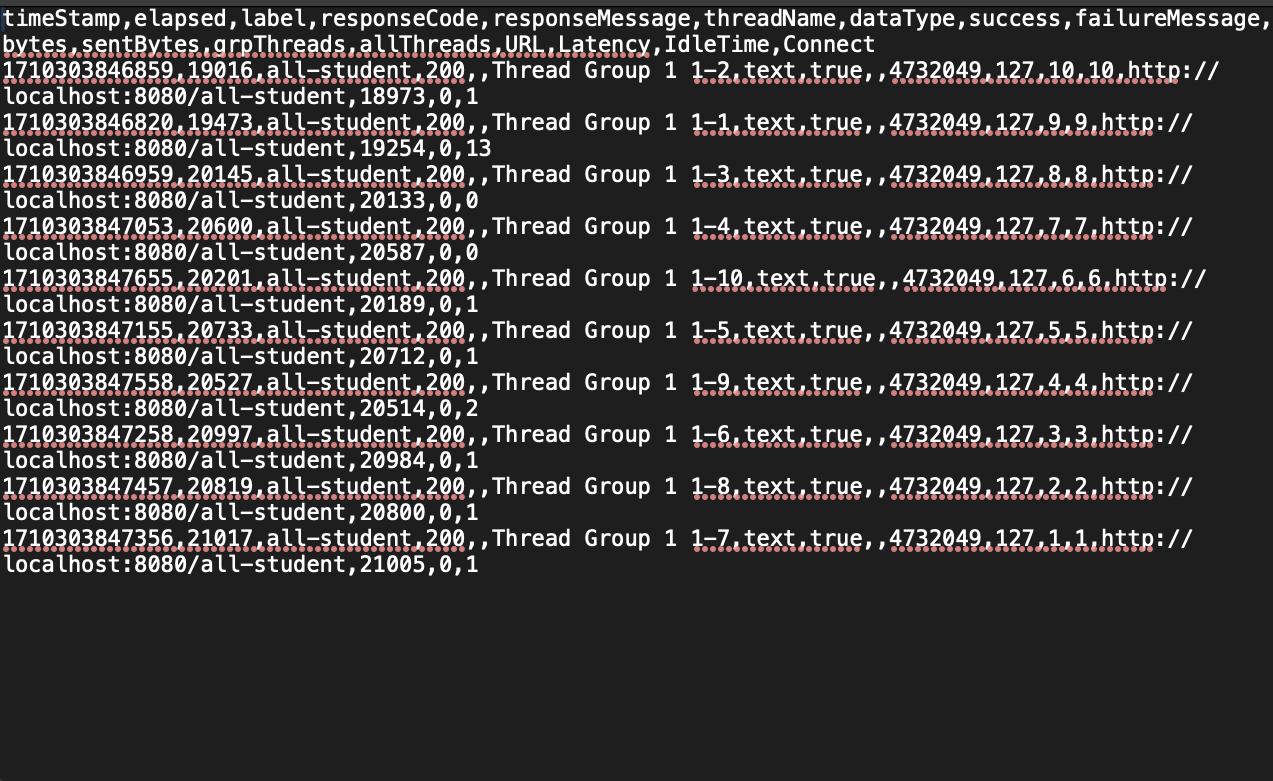 timeStamp,elapsed,label,responseCode,responseMessage,threadName,dataType,success,failureMessage,
bytes,sentBytes,grpThreads,allThreads,URL,Latency,IdleTime,Connect
1710303846859,19016,all-student,200,,Thread Group 1 1-2,text,true,,4732049,127,10,10,http://
localhost:8080/all-student,18973,0,1
1710303846820,19473,all-student,200,,Thread Group 1 1-1,text,true,,4732049,127,9,9,http://
localhost:8080/all-student,19254,0,13
1710303846959,20145,all-student,200,,Thread Group 1 1-3,text,true,,4732049,127,8,8,http://
localhost:8080/all-student,20133,0,0
1710303847053,20600,all-student,200,,Thread Group 1 1-4,text,true,,4732049,127,7,7,http://
localhost:8080/all-student,20587,0,0
1710303847655,20201,all-student,200,,Thread Group 1 1-10,text,true,,4732049,127,6,6,http://
localhost:8080/all-student,20189,0,1
1710303847155,20733,all-student,200,,Thread Group 1 1-5,text,true,,4732049,127,5,5,http://
localhost:8080/all-student,20712,0,1
1710303847558,20527,all-student,200,,Thread Group 1 1-9,text,true,,4732049,127,4,4,http://
localhost:8080/all-student,20514,0,2
1710303847258,20997,all-student,200,,Thread Group 1 1-6,text,true,,4732049,127,3,3,http://
localhost:8080/all-student,20984,0,1
1710303847457,20819,all-student,200,,Thread Group 1 1-8,text,true,,4732049,127,2,2,http://
localhost:8080/all-student,20800,0,1
1710303847356,21017,all-student,200,,Thread Group 1 1-7,text,true,,4732049,127,1,1,http://
localhost:8080/all-student,21005,0,1